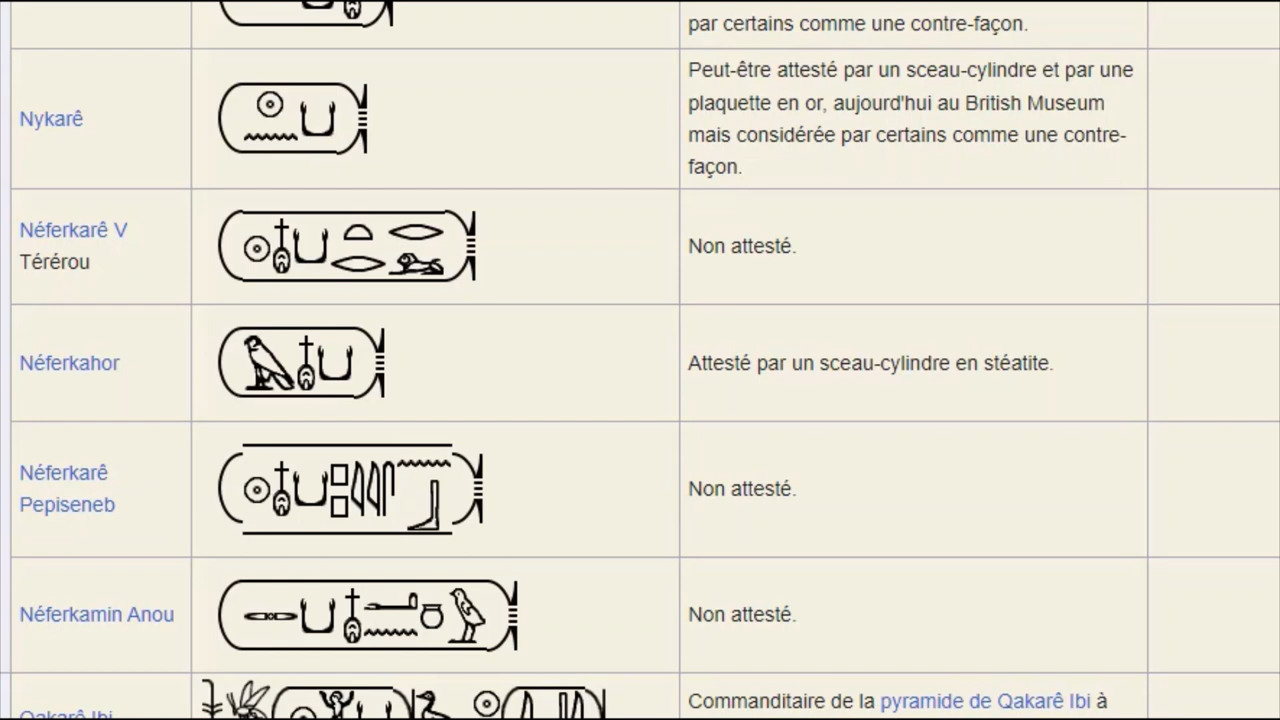 par certains comme une contre-façon.
Nykarê
Peut-être attesté par un sceau-cylindre et par une
plaquette en or, aujourd'hui au British Museum
mais considérée par certains comme une contre-
façon.
Néferkarê V
Térérou
Non attesté.
Néferkahor
Attesté par un sceau-cylindre en stéatite.
Néferkarê
Pepiseneb
Non attesté.
Néferkamin Anou
Non attesté.
Qakarê Ibi
Commanditaire de la pyramide de Qakarê Ibi à